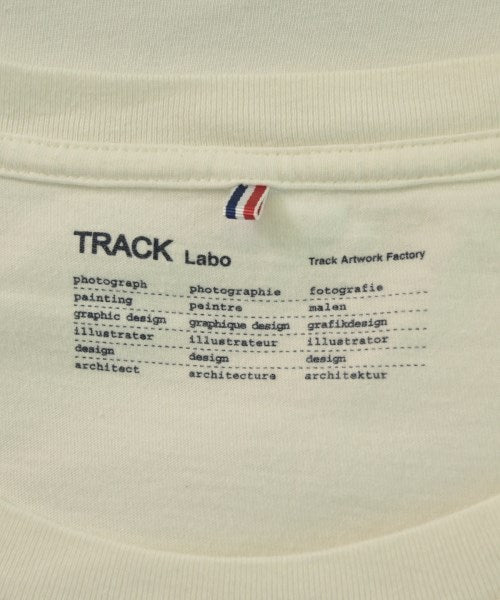 TRACK Labo Track Artwork Factory
photograph photographie fotografie
painting peintre malen
graphic design graphique design grafikdesign
illustrater illustrateur illustrator
design design design
architect architecture architektur